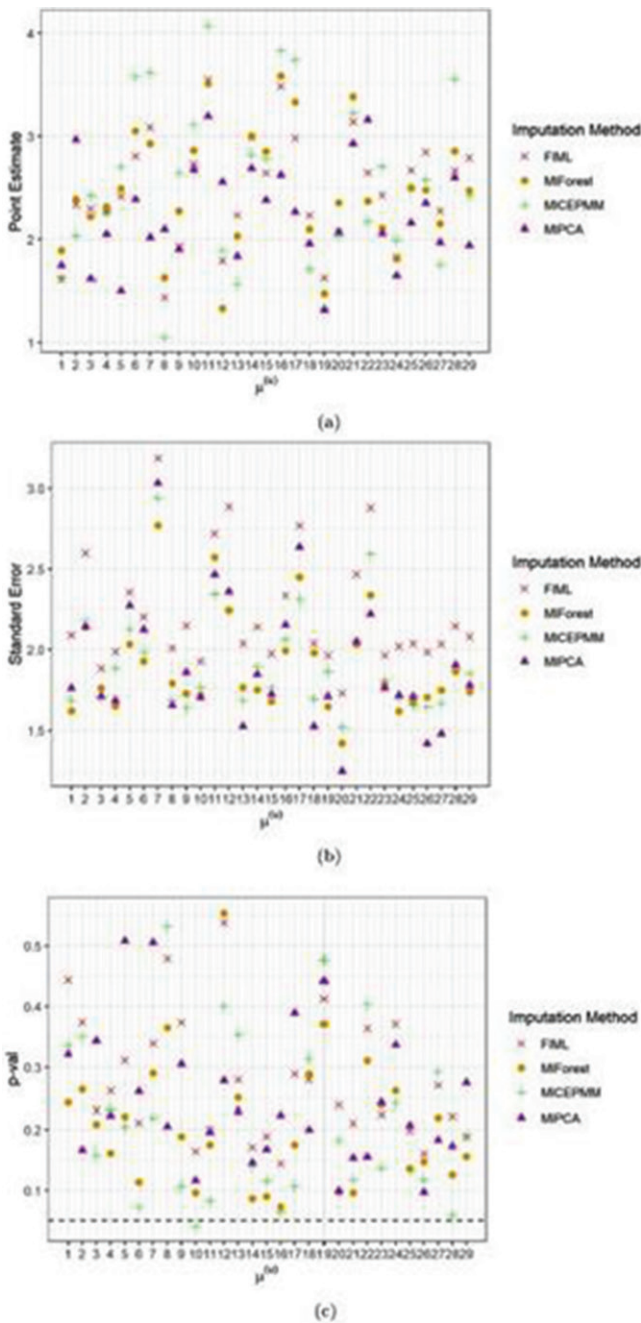 4
3
2
1
Point Estimate
1 2 3 4 5 6 7 8 9 10 11 12 13 14 15 16 17 18 19 20 21 22 23 24 25 26 27 28 29
μ(s)
Imputation Method
FIML
MIForest
MICEPMM
MIPCA
(a)
3.0
2.5
2.0
1.5
Standard Error
1 2 3 4 5 6 7 8 9 10 11 12 13 14 15 16 17 18 19 20 21 22 23 24 25 26 27 28 29
μ(s)
Imputation Method
FIML
MIForest
MICEPMM
MIPCA
(b)
0.5
0.4
0.3
0.2
0.1
p-val
1 2 3 4 5 6 7 8 9 10 11 12 13 14 15 16 17 18 19 20 21 22 23 24 25 26 27 28 29
μ(s)
Imputation Method
FIML
MIForest
MICEPMM
MIPCA
(c)